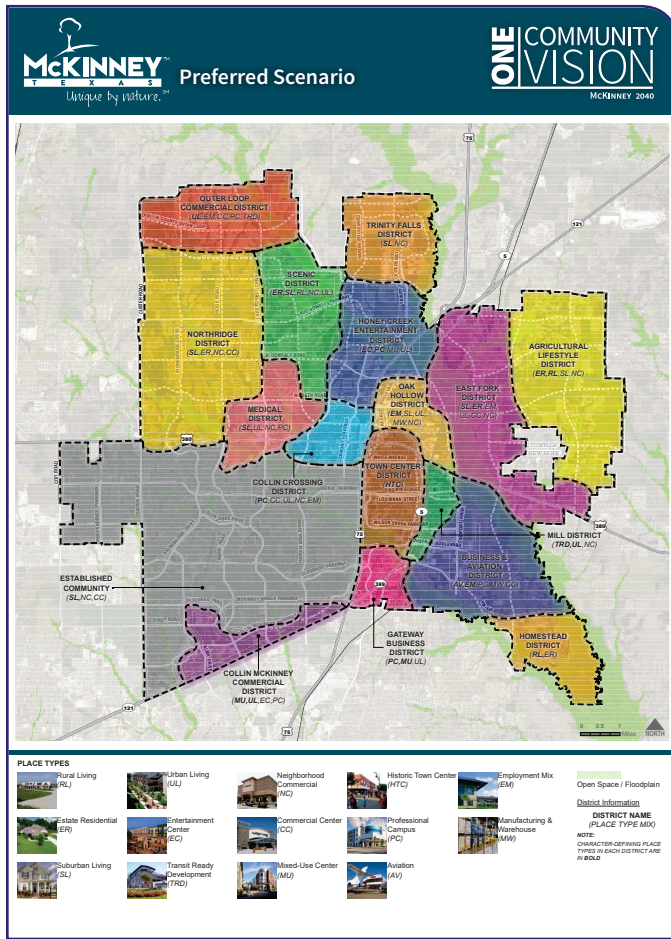 McKINNEY™
TEXAS
Unique by nature.℠
Preferred Scenario
ONE
COMMUNITY
VISION
McKINNEY 2040
75
121
5
OUTER LOOP
COMMERCIAL DISTRICT
(UL,EM,CC,PC,TRD)
TRINITY FALLS
DISTRICT
(SL,NC)
SCENIC
DISTRICT
(ER,SL,RL,NC,UL)
HONEY CREEK
ENTERTAINMENT
DISTRICT
(EC,PC,MU,UL)
NORTHRIDGE
DISTRICT
(SL,ER,NC,CC)
AGRICULTURAL
LIFESTYLE
DISTRICT
(ER,RL,SL,NC)
OAK
HOLLOW
DISTRICT
(EM,SL,UL,
MW,NC)
EAST FORK
DISTRICT
(SL,ER,EM,
UL,CC,NC)
MEDICAL
DISTRICT
(SL,UL,NC,PC)
380
TOWN OF
NEW HOPE
TOWN CENTER
DISTRICT
(HTC)
COLLIN CROSSING
DISTRICT
(PC,CC,UL,NC,EM)
5
75
380
MILL DISTRICT
(TRD,UL,NC)
BUSINESS &
AVIATION
DISTRICT
(AV,EM,PC,MW,CC)
ESTABLISHED
COMMUNITY
(SL,NC,CC)
399
GATEWAY
BUSINESS
DISTRICT
(PC,MU,UL)
HOMESTEAD
DISTRICT
(RL,ER)
COLLIN MCKINNEY
COMMERCIAL
DISTRICT
(MU,UL,EC,PC)
121
75
0 0.5 1
Miles
NORTH
PLACE TYPES
Rural Living
(RL)
Urban Living
(UL)
Neighborhood
Commercial
(NC)
Historic Town Center
(HTC)
Employment Mix
(EM)
Open Space / Floodplain
Estate Residential
(ER)
Entertainment
Center
(EC)
Commercial Center
(CC)
Professional
Campus
(PC)
Manufacturing &
Warehouse
(MW)
Suburban Living
(SL)
Transit Ready
Development
(TRD)
Mixed-Use Center
(MU)
Aviation
(AV)
District Information
DISTRICT NAME
(PLACE TYPE MIX)
NOTE:
CHARACTER-DEFINING PLACE
TYPES IN EACH DISTRICT ARE
IN BOLD